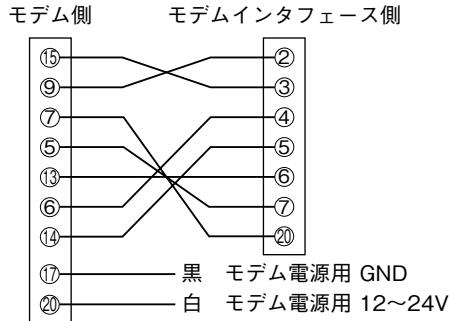 モデム側 モデムインタフェース側
⑮ ②
⑨ ③
⑦ ④
⑤ ⑤
⑬ ⑥
⑥ ⑦
⑭ ⑳
⑰ 黒 モデム電源用 GND
⑳ 白 モデム電源用 12〜24V